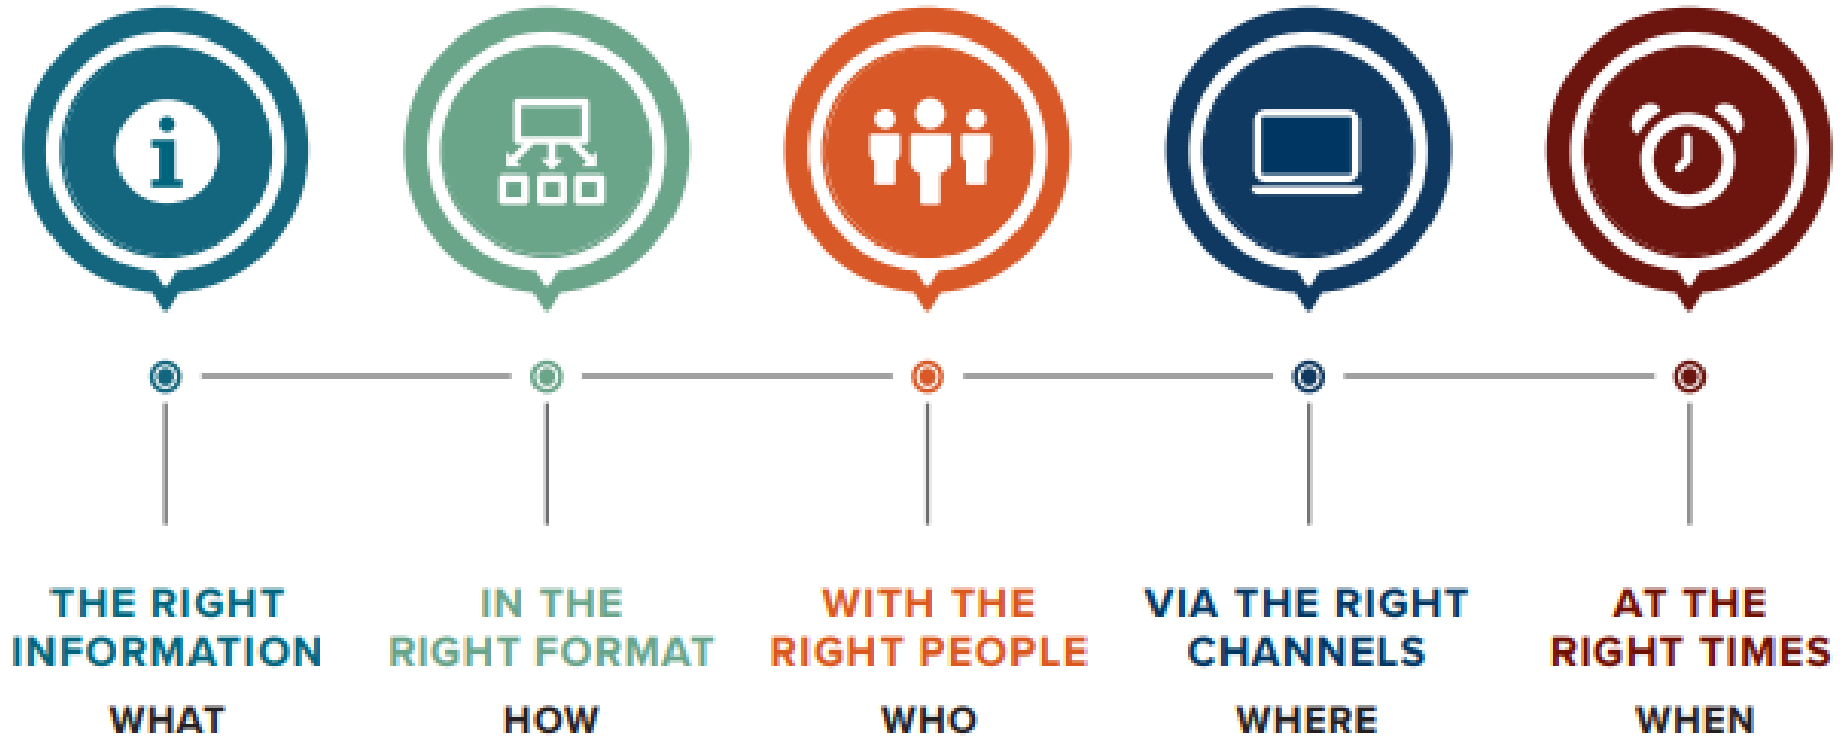 THE RIGHT
INFORMATION
WHAT
IN THE
RIGHT FORMAT
HOW
WITH THE
RIGHT PEOPLE
WHO
VIA THE RIGHT
CHANNELS
WHERE
AT THE
RIGHT TIMES
WHEN